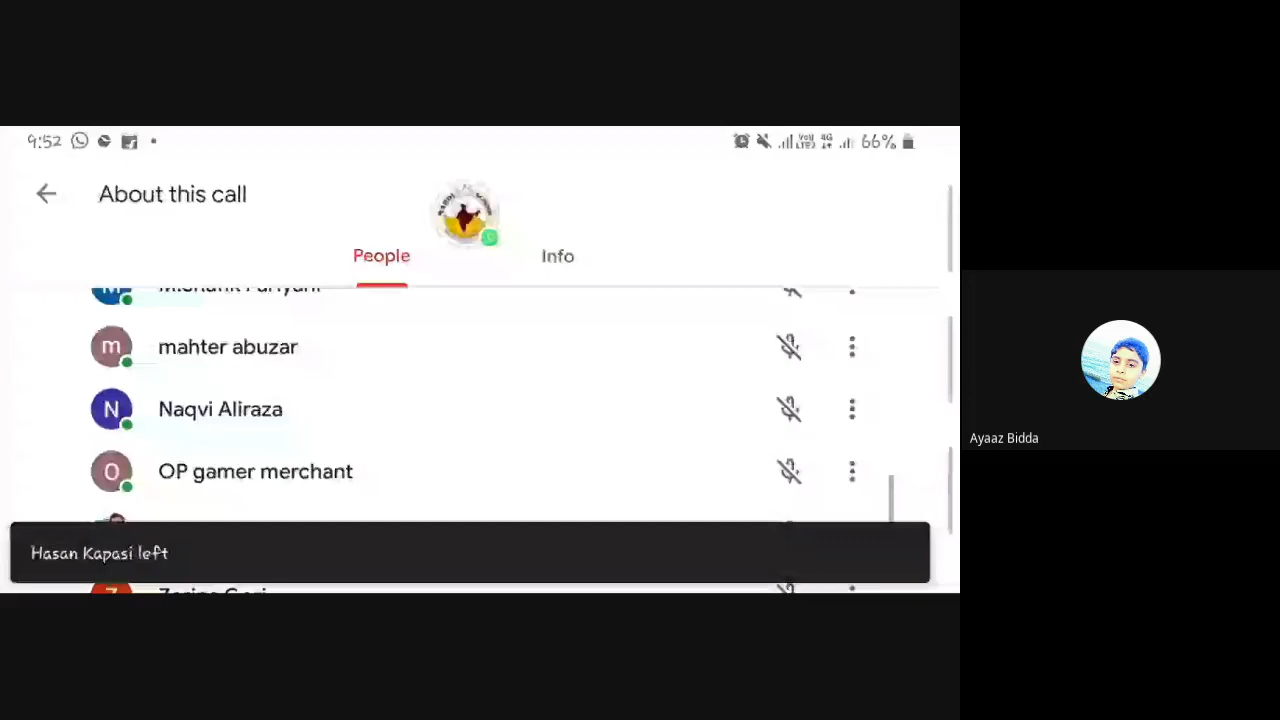 9:52
66%
About this call
People
Info
mahter abuzar
Naqvi Aliraza
OP gamer merchant
Hasan Kapasi left
Ayaaz Bidda